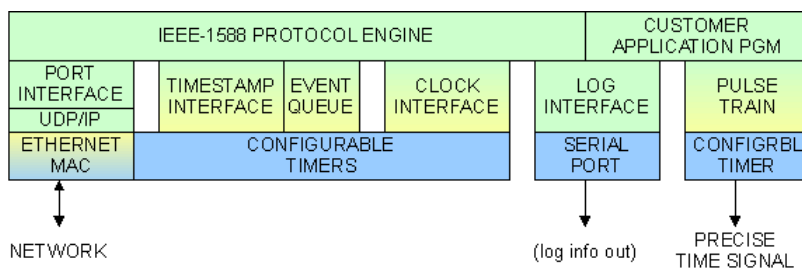 IEEE-1588 PROTOCOL ENGINE
CUSTOMER
APPLICATION PGM
PORT
INTERFACE
UDP/IP
TIMESTAMP
INTERFACE
EVENT
QUEUE
CLOCK
INTERFACE
LOG
INTERFACE
PULSE
TRAIN
ETHERNET
MAC
CONFIGURABLE
TIMERS
SERIAL
PORT
CONFIGRBL
TIMER
NETWORK
(log info out)
PRECISE
TIME SIGNAL